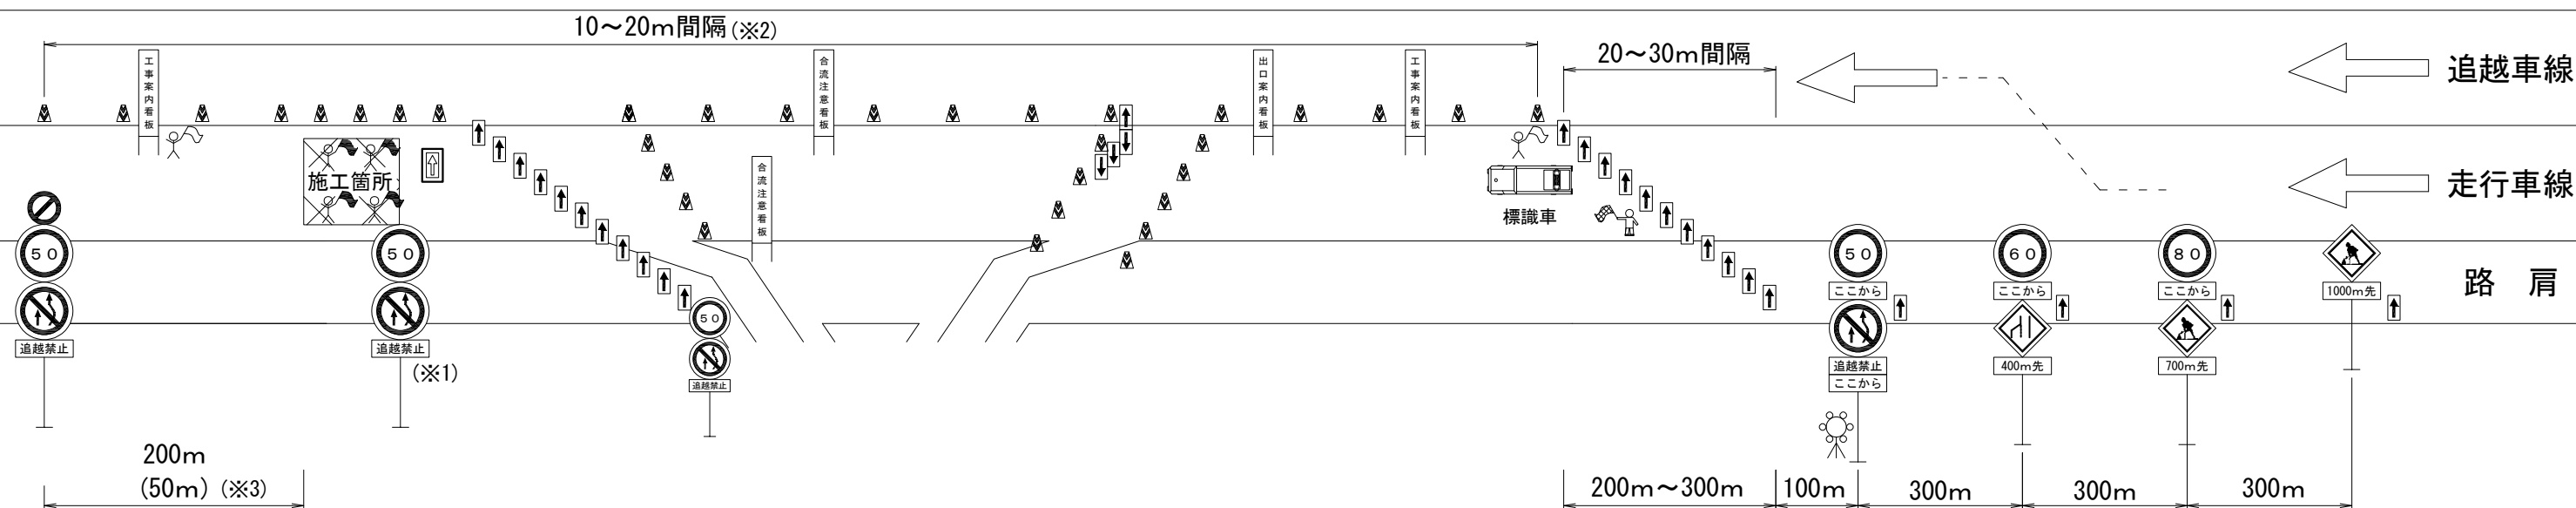 10～20m間隔(※2)
20～30m間隔
追越車線
工事案内看板
合流注意看板
出口案内看板
工事案内看板
合流注意看板
施工箇所
標識車
走行車線
路 肩
50
追越禁止
50
追越禁止
(※1)
50
追越禁止
50
ここから
追越禁止
ここから
60
ここから
400m先
80
ここから
700m先
1000m先
200m
(50m) (※3)
200m～300m
100m
300m
300m
300m